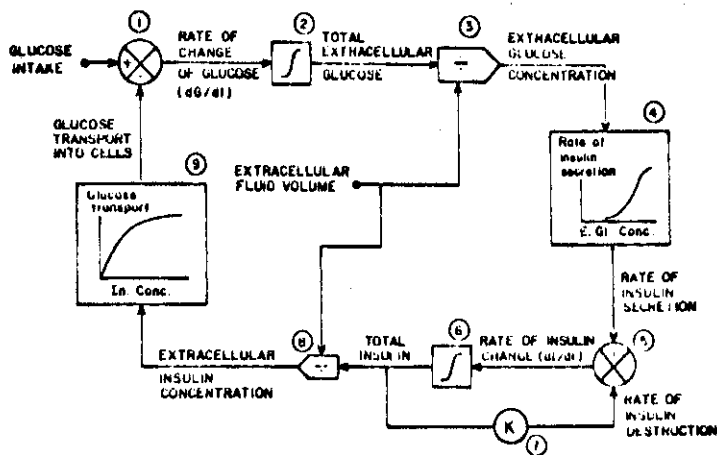 1
GLUCOSE
INTAKE
+
-
RATE OF
CHANGE
OF GLUCOSE
(dG/dt)
2
∫
TOTAL
EXTRACELLULAR
GLUCOSE
3
÷
EXTRACELLULAR
GLUCOSE
CONCENTRATION
4
Rate of
insulin
secretion
E. Gl Conc.
GLUCOSE
TRANSPORT
INTO CELLS
9
Glucose
transport
In. Conc.
EXTRACELLULAR
FLUID VOLUME
RATE OF
INSULIN
SECRETION
5
RATE OF INSULIN
CHANGE (dI/dt)
6
∫
TOTAL
INSULIN
8
÷
EXTRACELLULAR
INSULIN
CONCENTRATION
K
7
RATE OF
INSULIN
DESTRUCTION